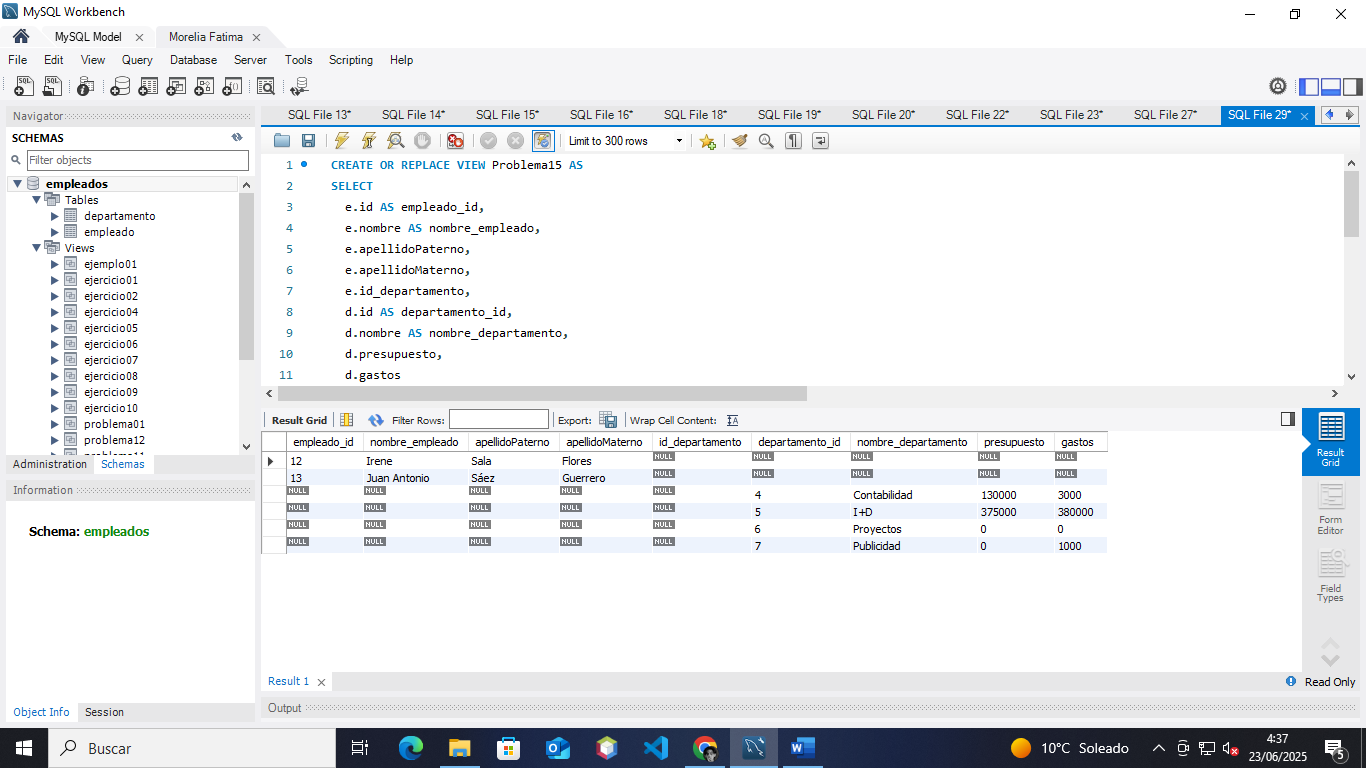 MySQL Workbench
MySQL Model Morelia Fatima
File Edit View Query Database Server Tools Scripting Help
Navigator
SCHEMAS
Filter objects
empleados
Tables
departamento
empleado
Views
ejemplo01
ejercicio01
ejercicio02
ejercicio04
ejercicio05
ejercicio06
ejercicio07
ejercicio08
ejercicio09
ejercicio10
problema01
problema12
Administration Schemas
Information
Schema: empleados
Object Info Session
SQL File 13* SQL File 14* SQL File 15* SQL File 16* SQL File 18* SQL File 19* SQL File 20* SQL File 22* SQL File 23* SQL File 27* SQL File 29*
Limit to 300 rows
1 CREATE OR REPLACE VIEW Problema15 AS
2 SELECT
3 e.id AS empleado_id,
4 e.nombre AS nombre_empleado,
5 e.apellidoPaterno,
6 e.apellidoMaterno,
7 e.id_departamento,
8 d.id AS departamento_id,
9 d.nombre AS nombre_departamento,
10 d.presupuesto,
11 d.gastos
Result Grid Filter Rows: Export: Wrap Cell Content:
empleado_id nombre_empleado apellidoPaterno apellidoMaterno id_departamento departamento_id nombre_departamento presupuesto gastos
12 Irene Sala Flores NULL NULL NULL NULL NULL
13 Juan Antonio Sáez Guerrero NULL NULL NULL NULL NULL
NULL NULL NULL NULL NULL 4 Contabilidad 130000 3000
NULL NULL NULL NULL NULL 5 I+D 375000 380000
NULL NULL NULL NULL NULL 6 Proyectos 0 0
NULL NULL NULL NULL NULL 7 Publicidad 0 1000
Result Grid
Form Editor
Field Types
Result 1
Read Only
Output
Buscar
10°C Soleado
4:37
23/06/2025
5